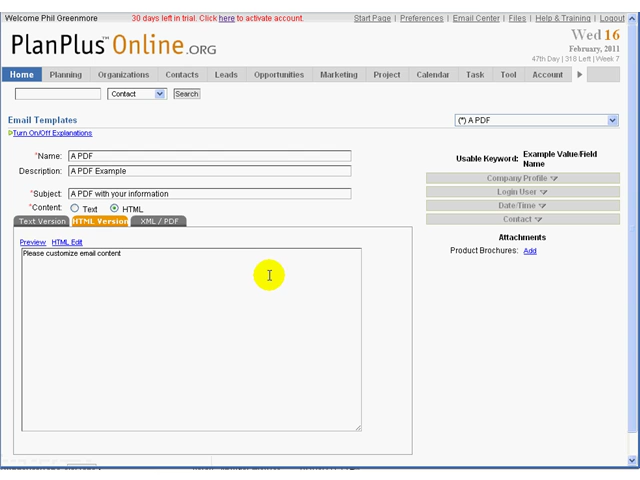 Welcome Phil Greenmore 30 days left in trial. Click here to activate account. Start Page | Preferences | Email Center | Files | Help & Training | Logout
PlanPlus™ Online.ORG
Wed 16
February, 2011
47th Day | 318 Left | Week 7
Home Planning Organizations Contacts Leads Opportunities Marketing Project Calendar Task Tool Account
Contact Search
Email Templates (*) A PDF
Turn On/Off Explanations
*Name: A PDF
Description: A PDF Example
*Subject: A PDF with your information
*Content: Text HTML
Text Version HTML Version XML / PDF
Preview HTML Edit
Please customize email content
Usable Keyword: Example Value/Field Name
Company Profile
Login User
Date/Time
Contact
Attachments
Product Brochures: Add